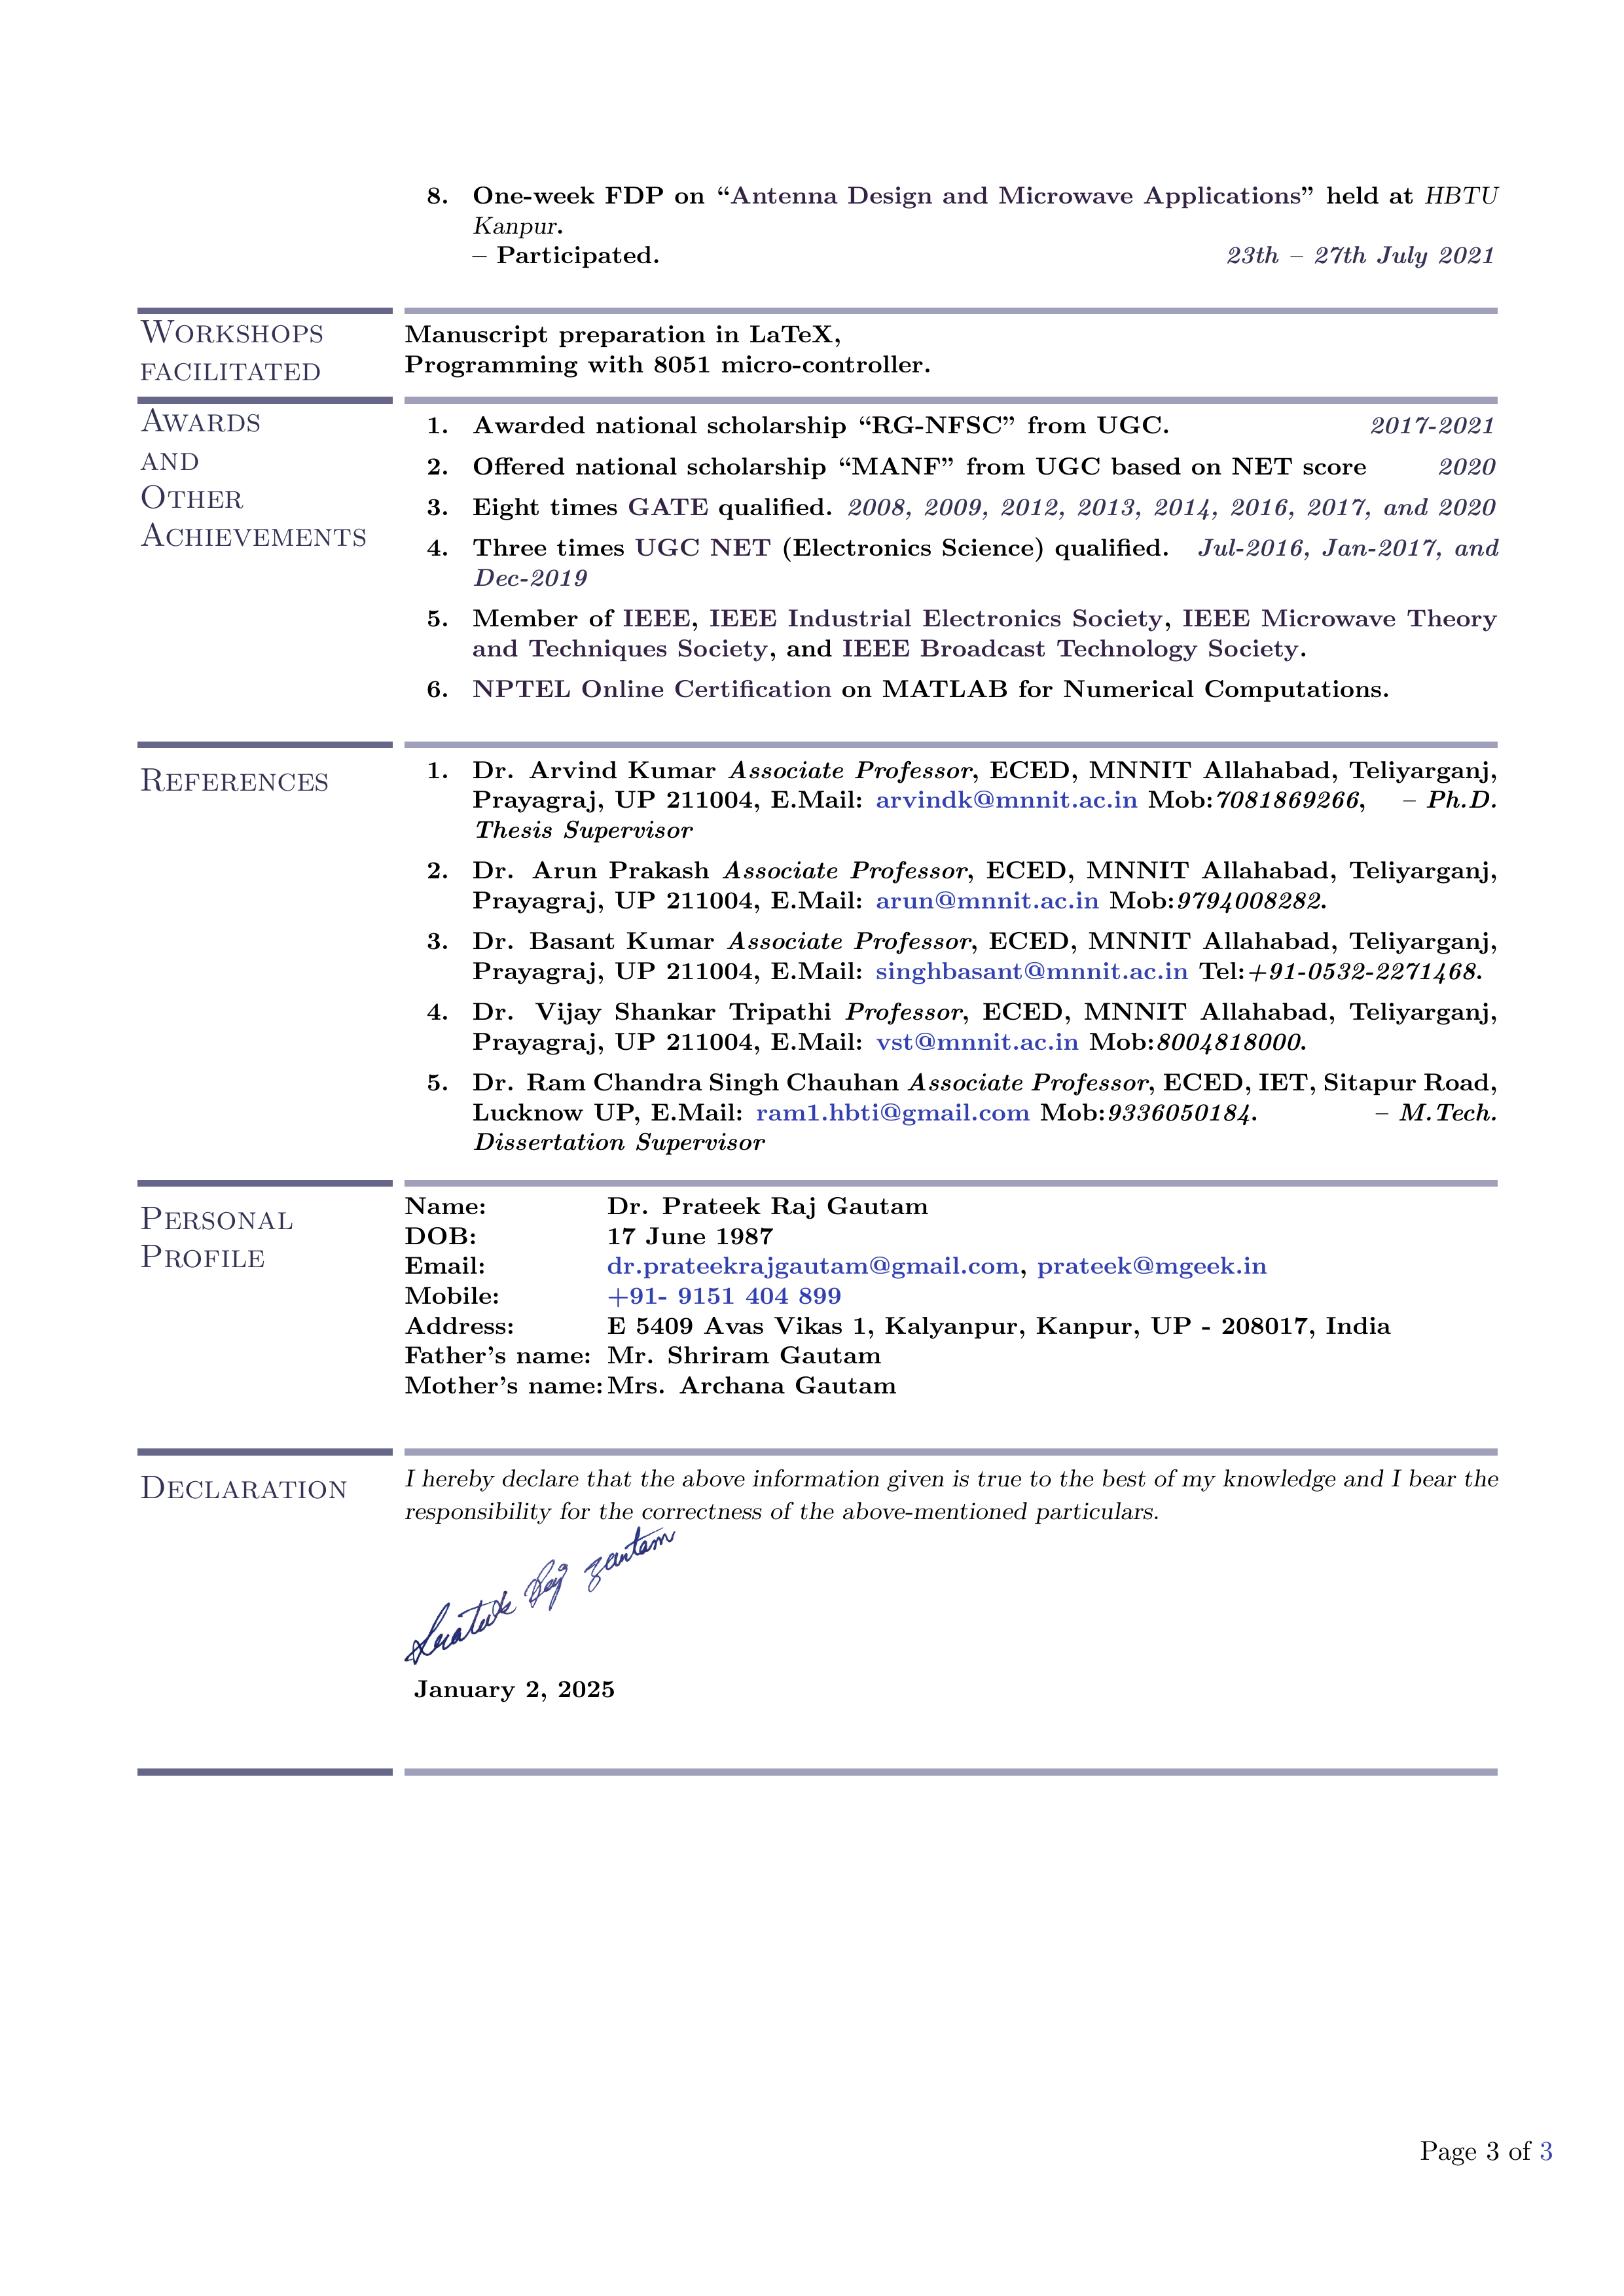 8. One-week FDP on “Antenna Design and Microwave Applications” held at HBTU
Kanpur.
– Participated. 23th – 27th July 2021
Workshops
facilitated
Manuscript preparation in LaTeX,
Programming with 8051 micro-controller.
Awards
and
Other
Achievements
1. Awarded national scholarship “RG-NFSC” from UGC. 2017-2021
2. Offered national scholarship “MANF” from UGC based on NET score 2020
3. Eight times GATE qualified. 2008, 2009, 2012, 2013, 2014, 2016, 2017, and 2020
4. Three times UGC NET (Electronics Science) qualified. Jul-2016, Jan-2017, and
Dec-2019
5. Member of IEEE, IEEE Industrial Electronics Society, IEEE Microwave Theory
and Techniques Society, and IEEE Broadcast Technology Society.
6. NPTEL Online Certification on MATLAB for Numerical Computations.
References
1. Dr. Arvind Kumar Associate Professor, ECED, MNNIT Allahabad, Teliyarganj,
Prayagraj, UP 211004, E.Mail: arvindk@mnnit.ac.in Mob:7081869266, – Ph.D.
Thesis Supervisor
2. Dr. Arun Prakash Associate Professor, ECED, MNNIT Allahabad, Teliyarganj,
Prayagraj, UP 211004, E.Mail: arun@mnnit.ac.in Mob:9794008282.
3. Dr. Basant Kumar Associate Professor, ECED, MNNIT Allahabad, Teliyarganj,
Prayagraj, UP 211004, E.Mail: singhbasant@mnnit.ac.in Tel:+91-0532-2271468.
4. Dr. Vijay Shankar Tripathi Professor, ECED, MNNIT Allahabad, Teliyarganj,
Prayagraj, UP 211004, E.Mail: vst@mnnit.ac.in Mob:8004818000.
5. Dr. Ram Chandra Singh Chauhan Associate Professor, ECED, IET, Sitapur Road,
Lucknow UP, E.Mail: ram1.hbti@gmail.com Mob:9336050184. – M.Tech.
Dissertation Supervisor
Personal
Profile
Name: Dr. Prateek Raj Gautam
DOB: 17 June 1987
Email: dr.prateekrajgautam@gmail.com, prateek@mgeek.in
Mobile: +91- 9151 404 899
Address: E 5409 Avas Vikas 1, Kalyanpur, Kanpur, UP - 208017, India
Father’s name: Mr. Shriram Gautam
Mother’s name: Mrs. Archana Gautam
Declaration
I hereby declare that the above information given is true to the best of my knowledge and I bear the
responsibility for the correctness of the above-mentioned particulars.
Prateek Raj Gautam
January 2, 2025
Page 3 of 3